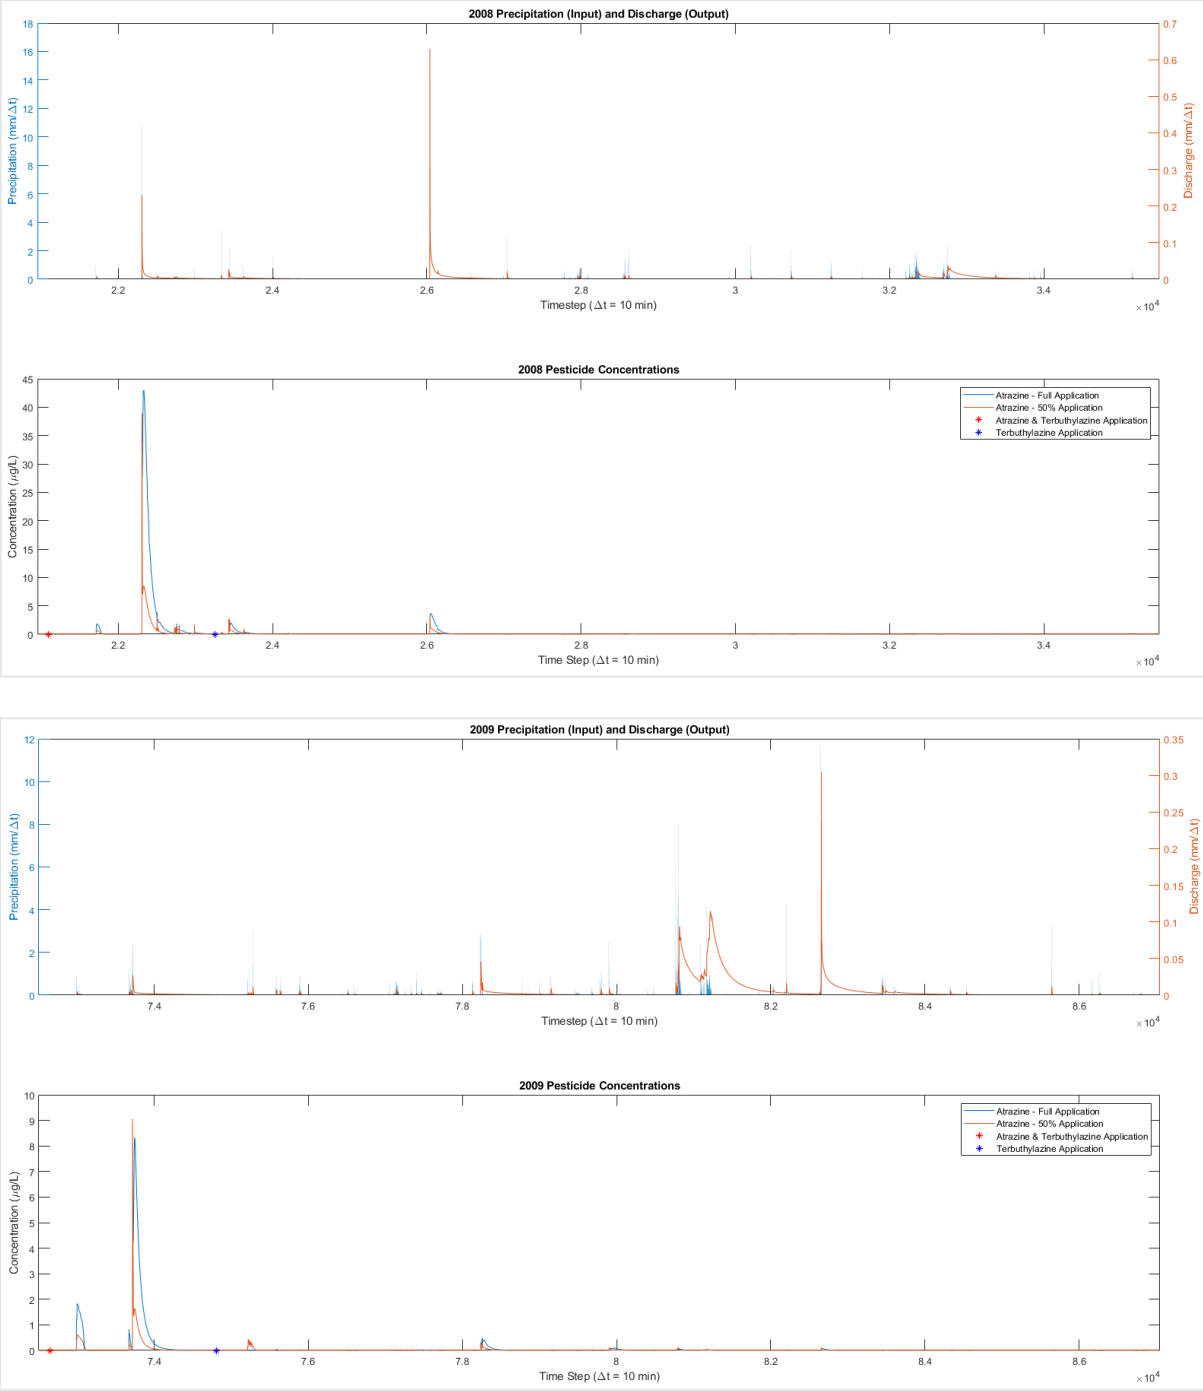 2008 Precipitation (Input) and Discharge (Output)
18
16
14
12
10
8
6
4
2
0
Precipitation (mm/Δt)
0.7
0.6
0.5
0.4
0.3
0.2
0.1
0
Discharge (mm/Δt)
2.2 2.4 2.6 2.8 3 3.2 3.4
Timestep (Δt = 10 min)
×10⁴
2008 Pesticide Concentrations
45
40
35
30
25
20
15
10
5
0
Concentration (μg/L)
Atrazine - Full Application
Atrazine - 50% Application
Atrazine & Terbuthylazine Application
Terbuthylazine Application
2.2 2.4 2.6 2.8 3 3.2 3.4
Time Step (Δt = 10 min)
×10⁴
2009 Precipitation (Input) and Discharge (Output)
12
10
8
6
4
2
0
Precipitation (mm/Δt)
0.35
0.3
0.25
0.2
0.15
0.1
0.05
0
Discharge (mm/Δt)
7.4 7.6 7.8 8 8.2 8.4 8.6
Timestep (Δt = 10 min)
×10⁴
2009 Pesticide Concentrations
10
9
8
7
6
5
4
3
2
1
0
Concentration (μg/L)
Atrazine - Full Application
Atrazine - 50% Application
Atrazine & Terbuthylazine Application
Terbuthylazine Application
7.4 7.6 7.8 8 8.2 8.4 8.6
Time Step (Δt = 10 min)
×10⁴